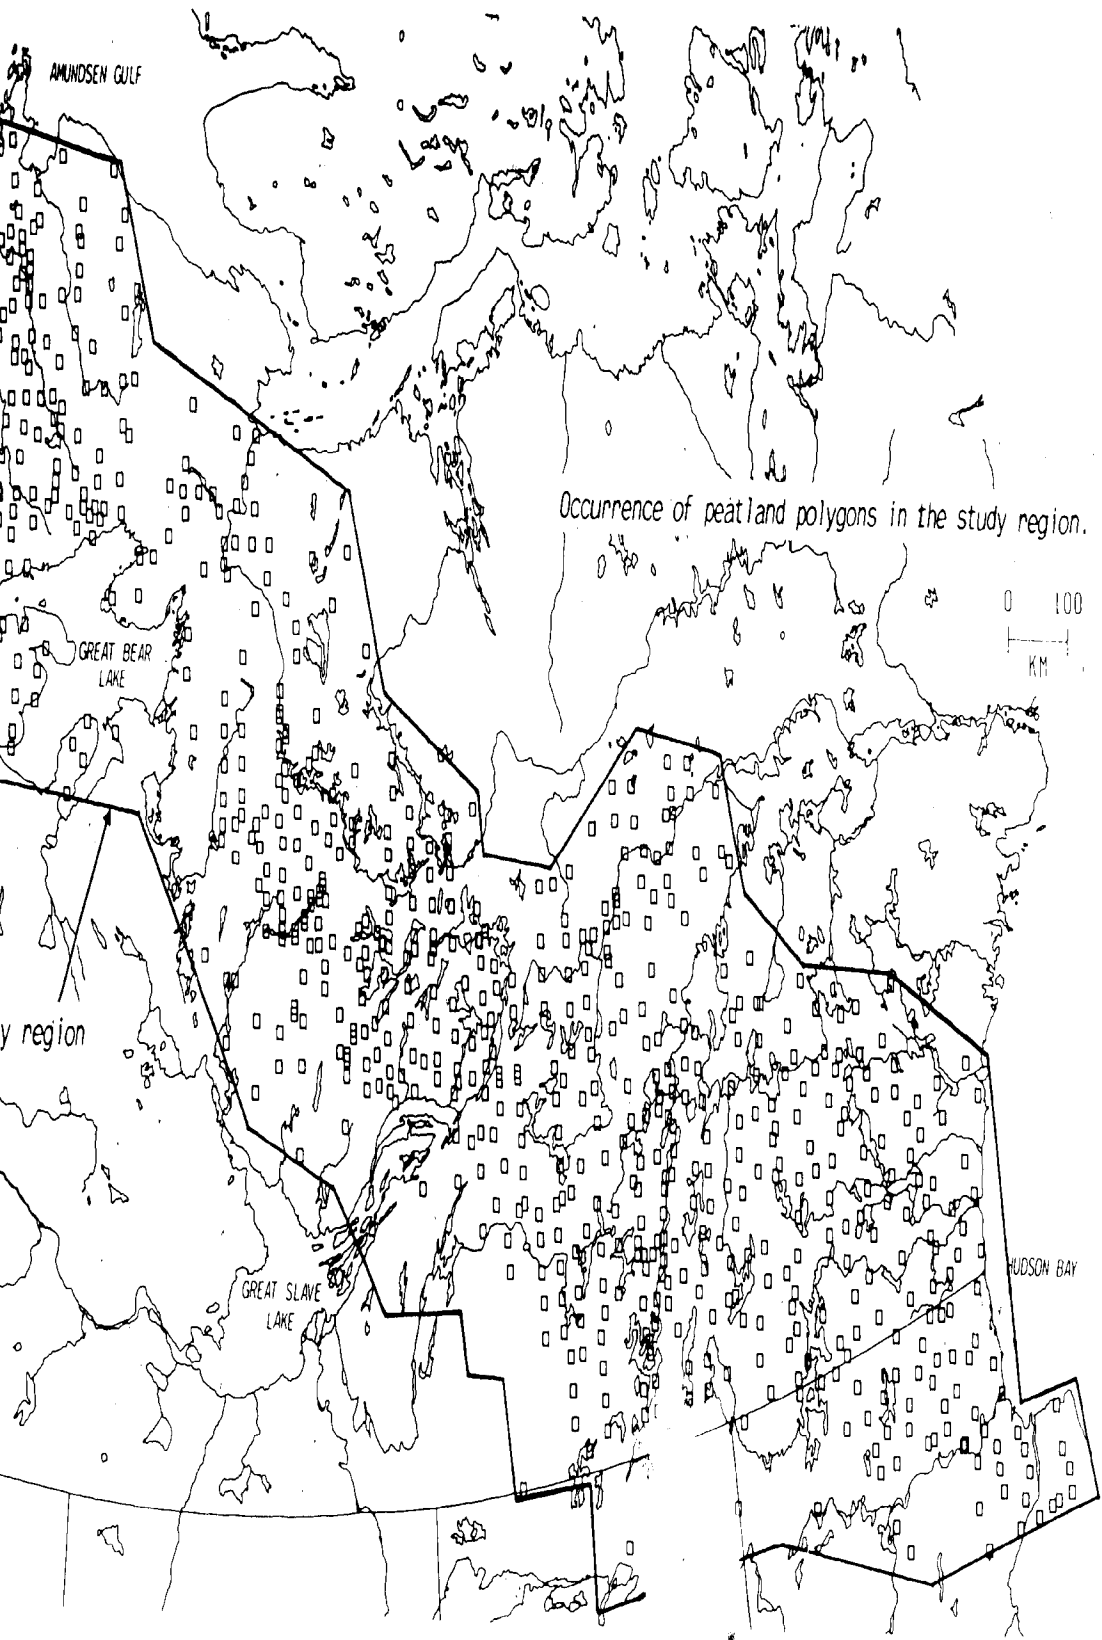 AMUNDSEN GULF
Occurrence of peatland polygons in the study region.
0 100
KM
GREAT BEAR
LAKE
y region
HUDSON BAY
GREAT SLAVE
LAKE